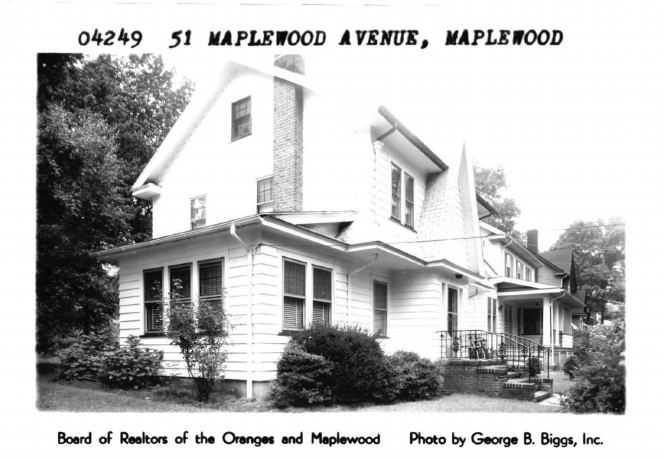 04249 51 MAPLEWOOD AVENUE, MAPLEWOOD
Board of Realtors of the Oranges and Maplewood Photo by George B. Biggs, Inc.